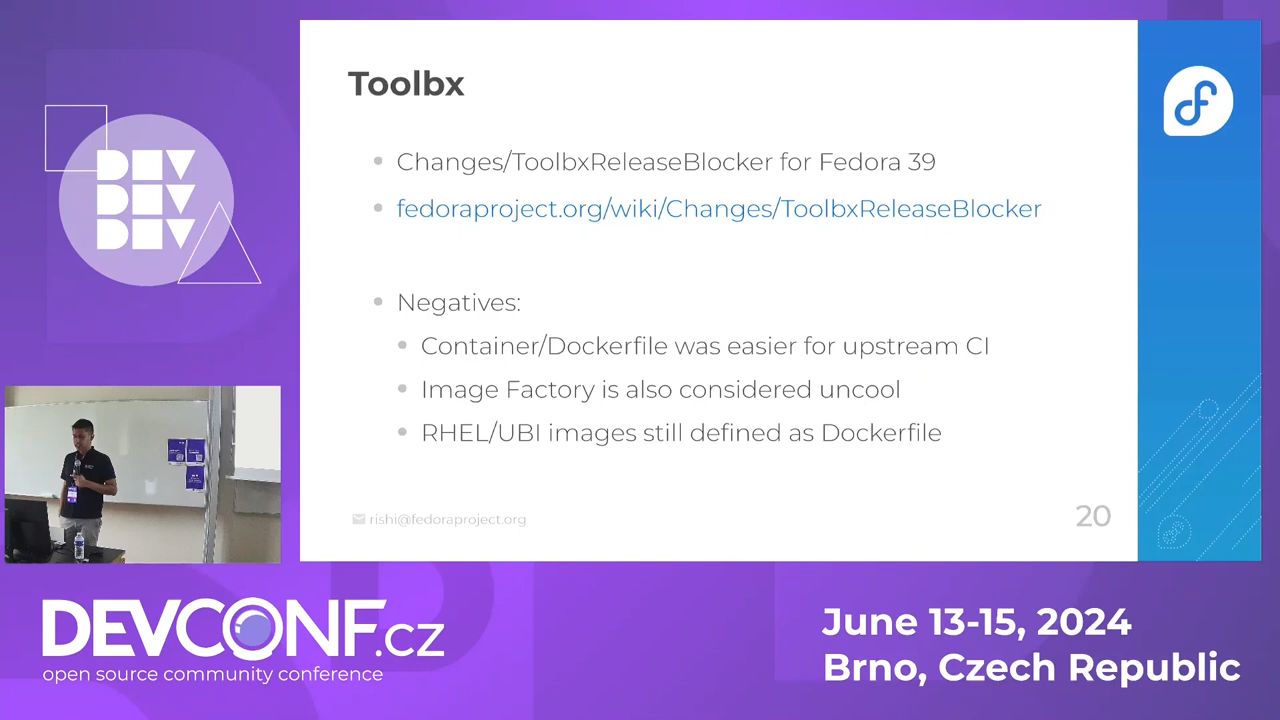 DEV
DEV
DEV
Toolbx
Changes/ToolbxReleaseBlocker for Fedora 39
fedoraproject.org/wiki/Changes/ToolbxReleaseBlocker
Negatives:
Container/Dockerfile was easier for upstream CI
Image Factory is also considered uncool
RHEL/UBI images still defined as Dockerfile
rishi@fedoraproject.org
20
DEVCONF.cz
open source community conference
June 13-15, 2024
Brno, Czech Republic